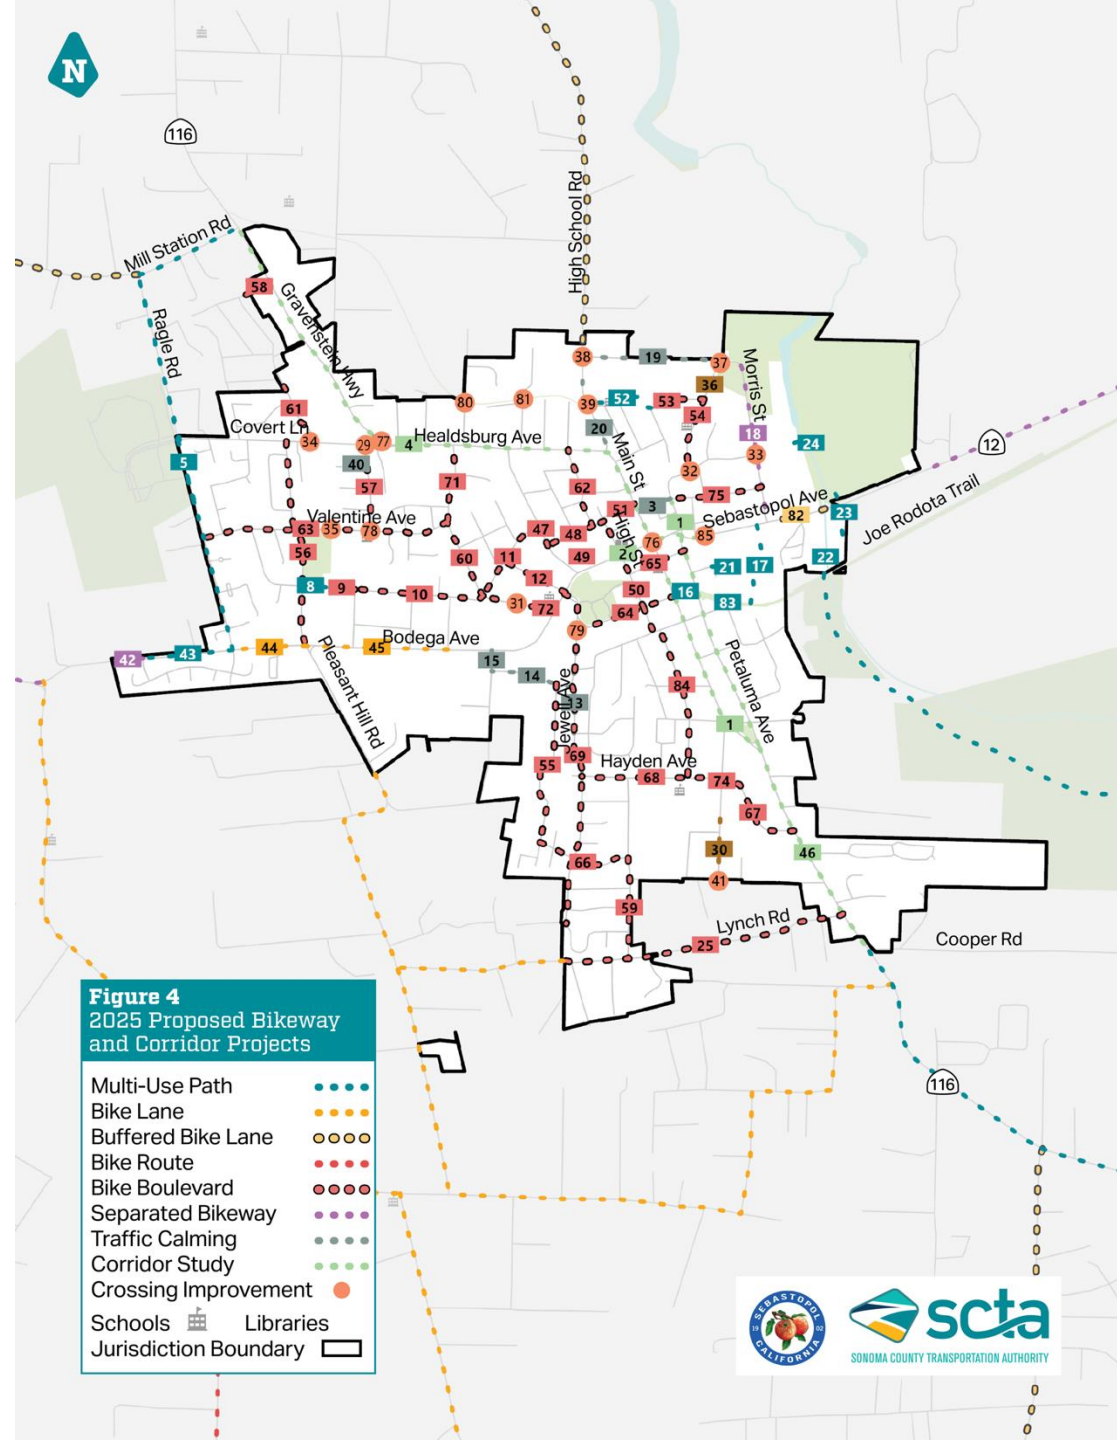 N
116
High School Rd
Mill Station Rd
58
Gravenstein Hwy
Ragle Rd
38
19
37
Morris St
36
80
81
39
52
53
54
61
Covert Ln
34
29
77
4
Healdsburg Ave
20
Main St
18
33
24
12
5
40
57
71
62
32
75
51
3
1
Sebastopol Ave
82
23
Joe Rodota Trail
Valentine Ave
63
35
78
47
48
High St
76
85
56
60
11
49
2
65
21
17
22
8
9
10
12
31
72
50
16
83
64
79
42
43
44
45
Bodega Ave
15
14
13
Pleasant Hill Rd
Jewell Ave
84
Petaluma Ave
1
55
69
Hayden Ave
68
74
67
30
46
66
41
59
Lynch Rd
25
Cooper Rd
116
Figure 4
2025 Proposed Bikeway
and Corridor Projects
Multi-Use Path
Bike Lane
Buffered Bike Lane
Bike Route
Bike Boulevard
Separated Bikeway
Traffic Calming
Corridor Study
Crossing Improvement
Schools Libraries
Jurisdiction Boundary
SEBASTOPOL
19 02
CALIFORNIA
scta
SONOMA COUNTY TRANSPORTATION AUTHORITY